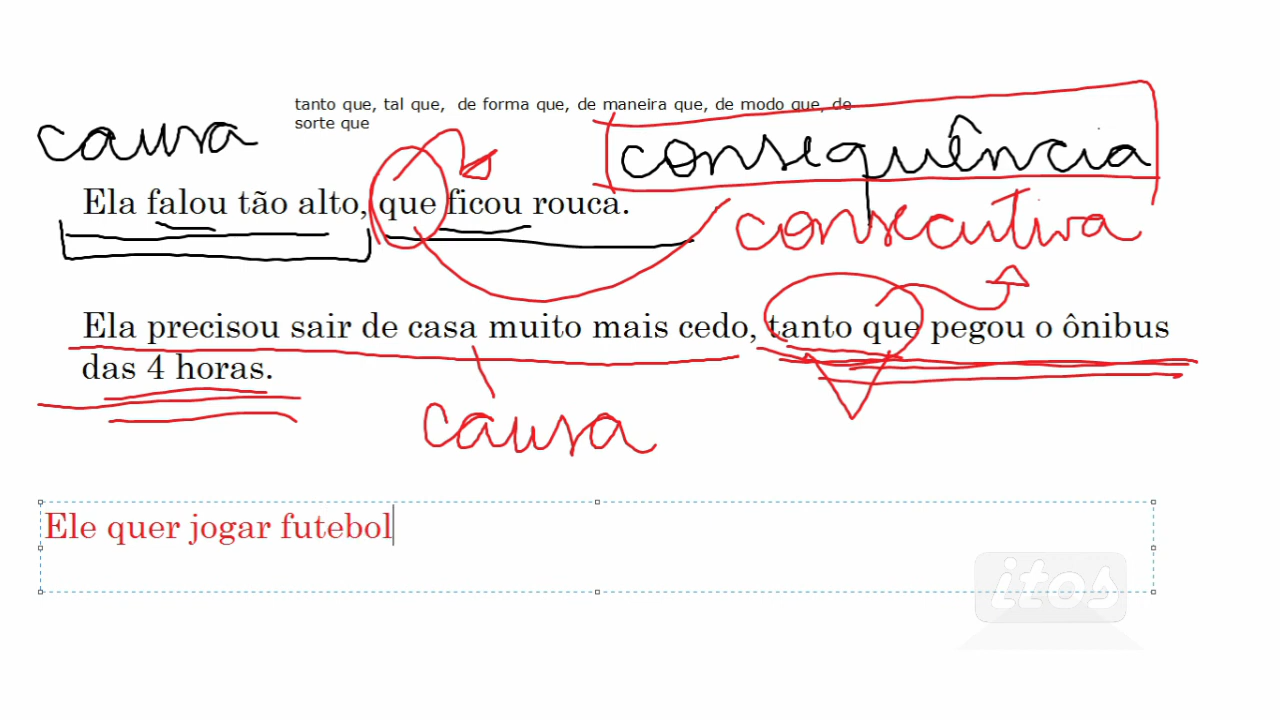 tanto que, tal que, de forma que, de maneira que, de modo que, de
sorte que
causa
consequência
Ela falou tão alto, que ficou rouca.
consecutiva
Ela precisou sair de casa muito mais cedo, tanto que pegou o ônibus
das 4 horas.
causa
Ele quer jogar futebol
itos